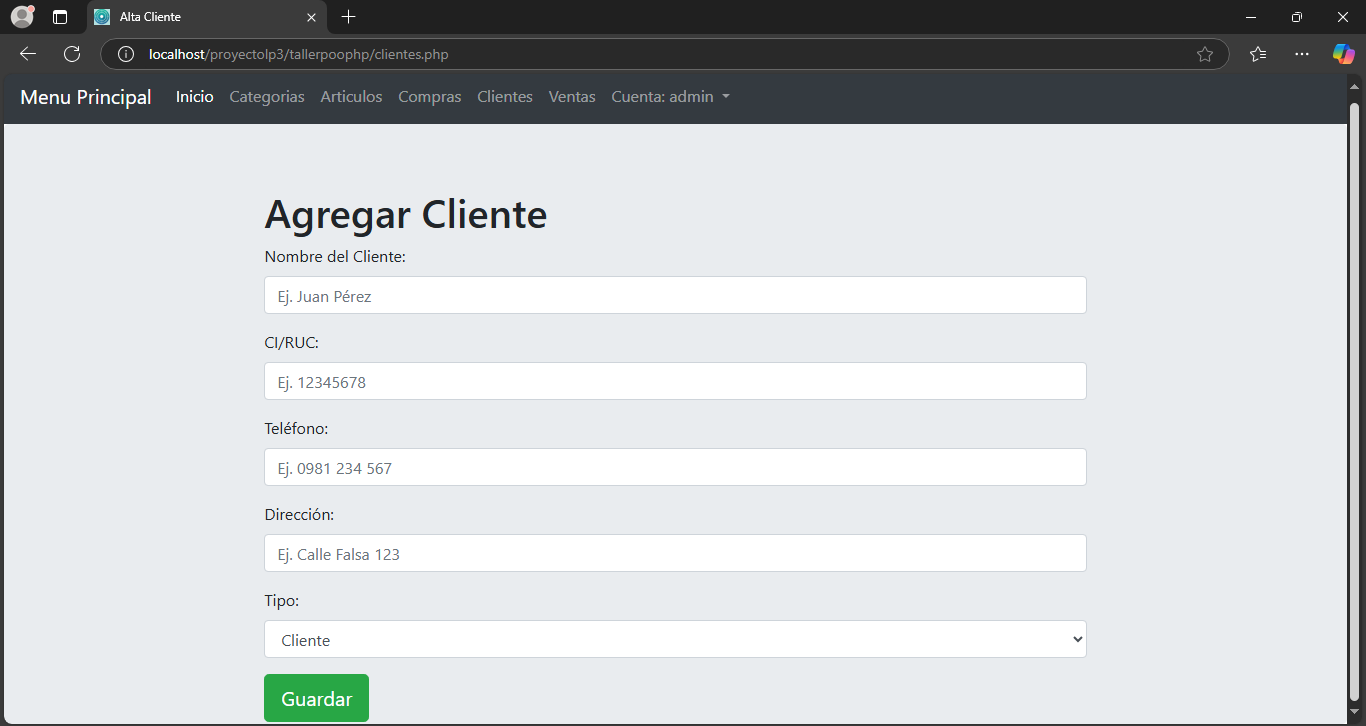 Alta Cliente
localhost/proyectolp3/tallerpoophp/clientes.php
Menu Principal Inicio Categorias Articulos Compras Clientes Ventas Cuenta: admin
Agregar Cliente
Nombre del Cliente:
Ej. Juan Pérez
CI/RUC:
Ej. 12345678
Teléfono:
Ej. 0981 234 567
Dirección:
Ej. Calle Falsa 123
Tipo:
Cliente
Guardar